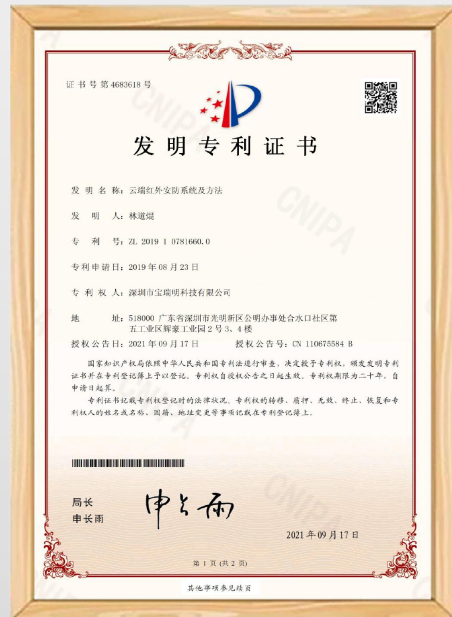 证书号第4683618号
发明专利证书
发 明 名 称：云端红外安防系统及方法
发 明 人：林道焜
专 利 号：ZL 2019 1 0781660.0
专利申请日：2019年08月23日
专 利 权 人：深圳市宝瑞明科技有限公司
地 址：518000 广东省深圳市光明新区公明办事处合水口社区第
五工业区辉豪工业园2号3、4楼
授权公告日：2021年09月17日 授权公告号：CN 110675584 B
国家知识产权局依照中华人民共和国专利法进行审查，决定授予专利权，颁发发明专利
证书并在专利登记簿上予以登记。专利权自授权公告之日起生效。专利权期限为二十年，自
申请日起算。
专利证书记载专利权登记时的法律状况。专利权的转移、质押、无效、终止、恢复和专
利权人的姓名或名称、国籍、地址变更等事项记载在专利登记簿上。
局长
申长雨
申长雨
2021年09月17日
第 1 页 (共 2 页)
其他事项参见续页
CNIPA
CNIPA
CNIPA